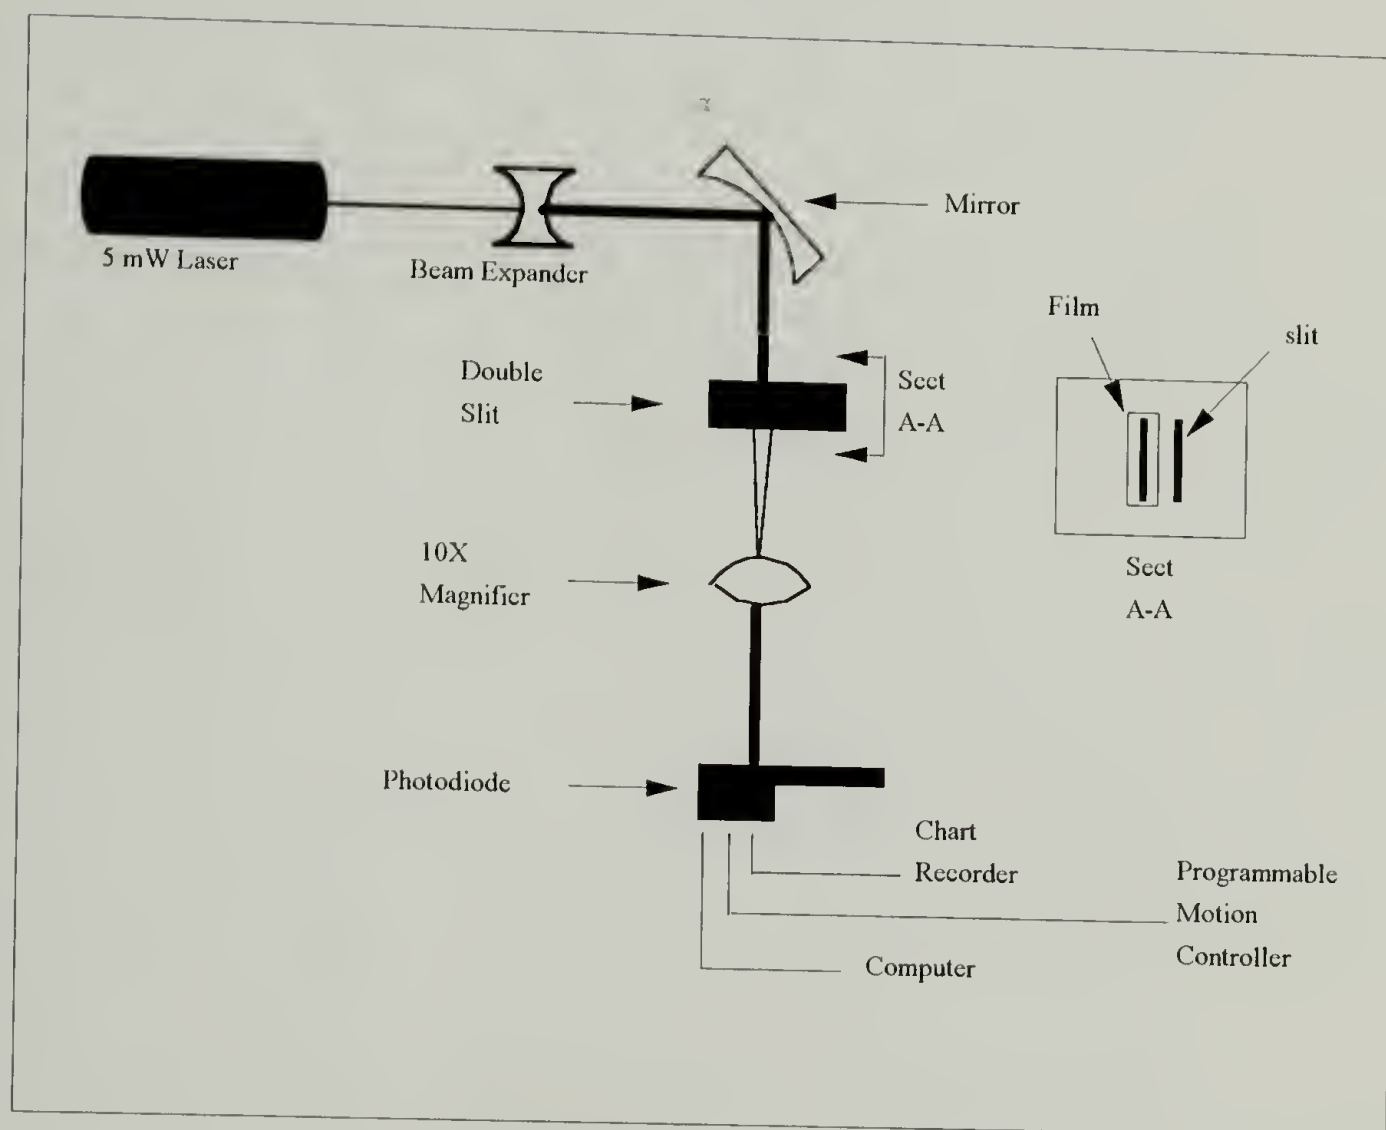 5 mW Laser
Beam Expander
Mirror
Film
slit
Double
Slit
Sect
A-A
10X
Magnifier
Sect
A-A
Photodiode
Chart
Recorder
Programmable
Motion
Controller
Computer